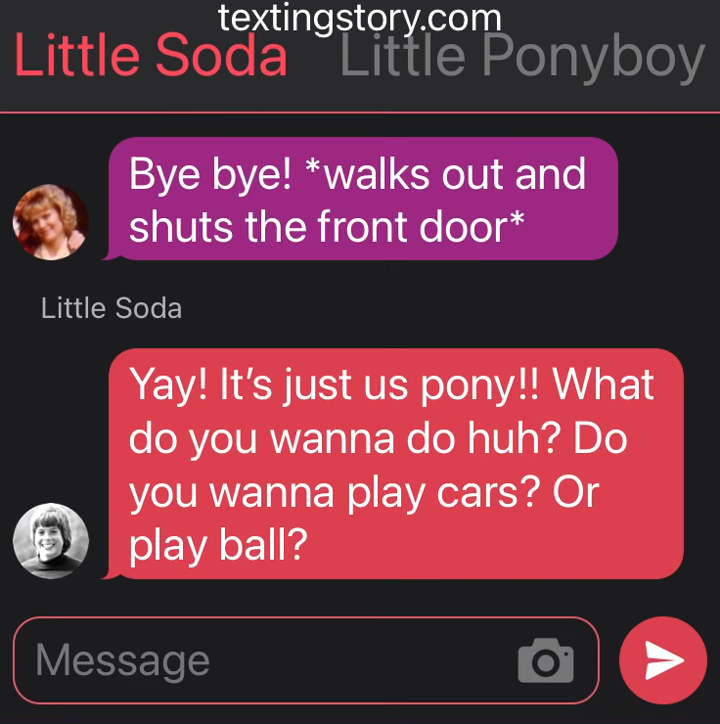 textingstory.com
Little Soda Little Ponyboy
Bye bye! *walks out and
shuts the front door*
Little Soda
Yay! It’s just us pony!! What
do you wanna do huh? Do
you wanna play cars? Or
play ball?
Message